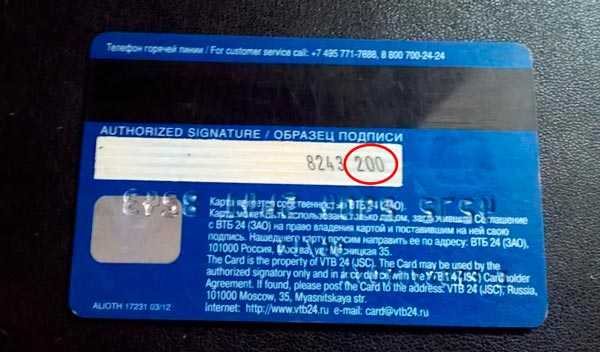 Телефон горячей линии / For customer service call: +7 495 771-7888, 8 800 700-24-24
AUTHORIZED SIGNATURE / ОБРАЗЕЦ ПОДПИСИ
8243 200
Карта является собственностью ВТБ 24 (ЗАО).
Карта может быть использована только лицом, заключившим Соглашение
с ВТБ 24 (ЗАО) на право владения картой и поставившим на ней свою
подпись. Нашедшего карту просим направить ее по адресу: ВТБ 24 (ЗАО),
101000 Россия, Москва, ул. Мясницкая 35.
The Card is the property of VTB 24 (JSC). The Card may be used by the
authorized signatory only and in accordance with the VTB 24 (JSC) Cardholder
Agreement. If found, please post the Card to the address: VTB 24 (JSC), Russia,
101000 Moscow, 35, Myasnitskaya str.
Internet: http://www.vtb24.ru e-mail: card@vtb24.ru
ALIOTH 17231 03/12